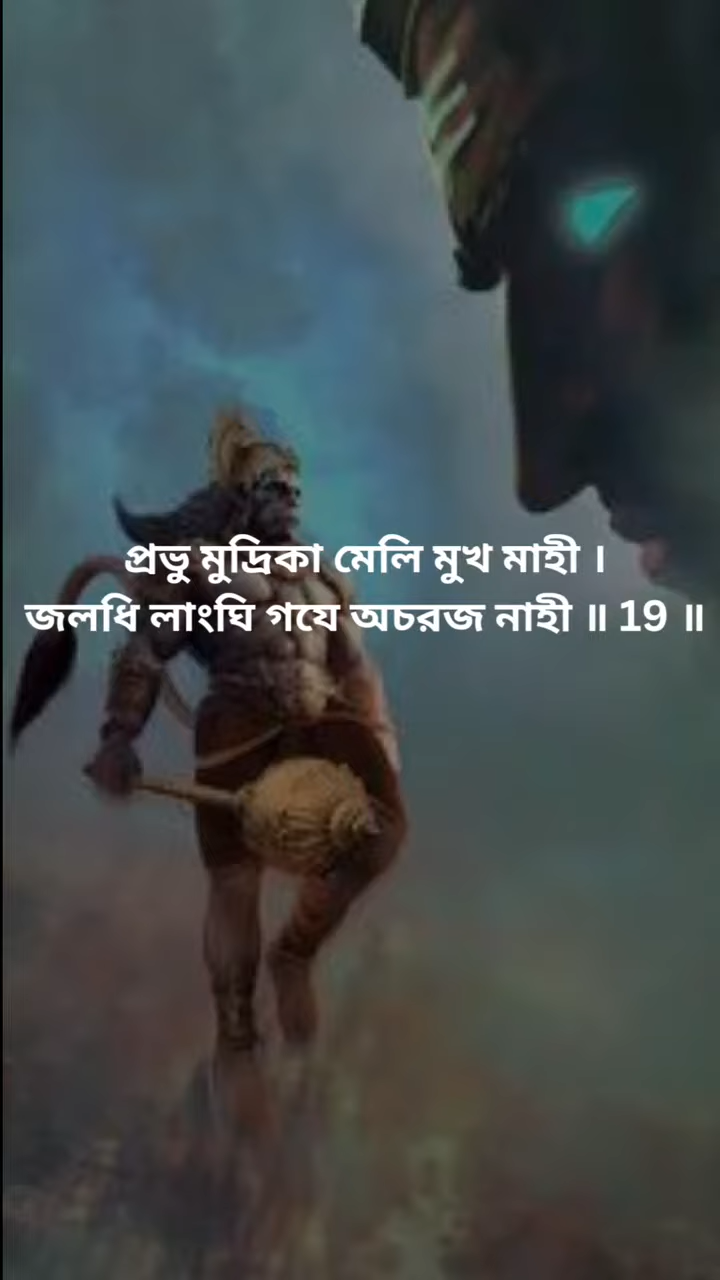 প্রভু মুদ্রিকা মেলি মুখ মাহী ।
জলধি লাংঘি গযে অচরজ নাহী ॥ 19 ॥